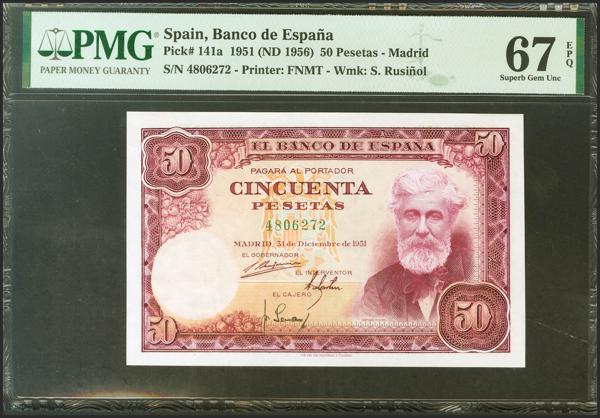 PMG
PAPER MONEY GUARANTY
Spain, Banco de España
Pick# 141a 1951 (ND 1956) 50 Pesetas - Madrid
S/N 4806272 - Printer: FNMT - Wmk: S. Rusiñol
67 EPQ
Superb Gem Unc
50
50
EL BANCO DE ESPAÑA
PAGARÁ AL PORTADOR
CINCUENTA
PESETAS
4806272
MADRID, 31 de Diciembre de 1951
EL GOBERNADOR
EL INTERVENTOR
EL CAJERO
50
50